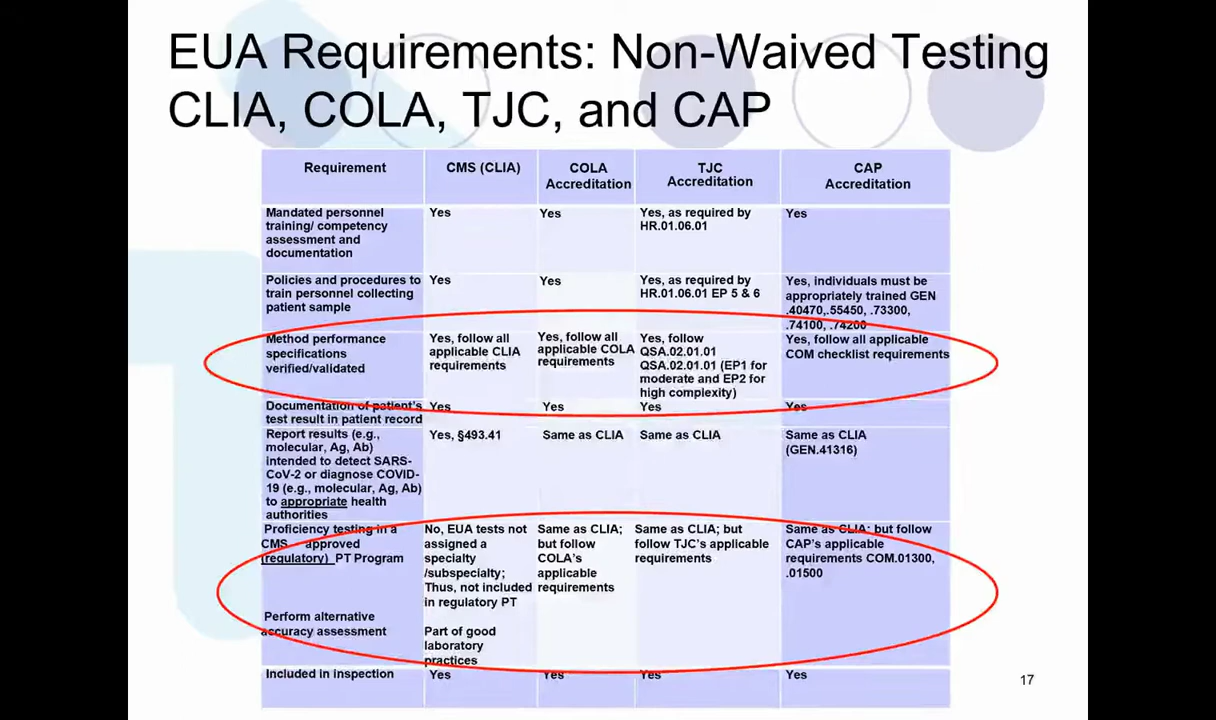 EUA Requirements: Non-Waived Testing
CLIA, COLA, TJC, and CAP
Requirement
CMS (CLIA)
COLA
Accreditation
TJC
Accreditation
CAP
Accreditation
Mandated personnel
training/ competency
assessment and
documentation
Yes
Yes
Yes, as required by
HR.01.06.01
Yes
Policies and procedures to
train personnel collecting
patient sample
Yes
Yes
Yes, as required by
HR.01.06.01 EP 5 & 6
Yes, individuals must be
appropriately trained GEN
.40470,.55450, .73300,
.74100, .74200
Method performance
specifications
verified/validated
Yes, follow all
applicable CLIA
requirements
Yes, follow all
applicable COLA
requirements
Yes, follow
QSA.02.01.01
QSA.02.01.01 (EP1 for
moderate and EP2 for
high complexity)
Yes, follow all applicable
COM checklist requirements
Documentation of patient's
test result in patient record
Yes
Yes
Yes
Yes
Report results (e.g.,
molecular, Ag, Ab)
intended to detect SARS-
CoV-2 or diagnose COVID-
19 (e.g., molecular, Ag, Ab)
to appropriate health
authorities
Yes, §493.41
Same as CLIA
Same as CLIA
Same as CLIA
(GEN.41316)
Proficiency testing in a
CMS - approved
(regulatory) PT Program
Perform alternative
accuracy assessment
No, EUA tests not
assigned a
specialty
/subspecialty;
Thus, not included
in regulatory PT
Part of good
laboratory
practices
Same as CLIA;
but follow
COLA's
applicable
requirements
Same as CLIA; but
follow TJC's applicable
requirements
Same as CLIA; but follow
CAP's applicable
requirements COM.01300,
.01500
Included in inspection
Yes
Yes
Yes
Yes
17